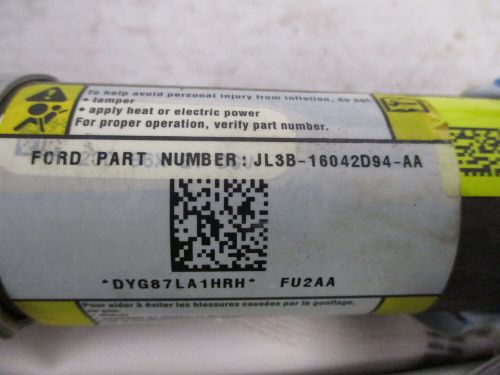 To help avoid personal injury from inflation, do not:
• tamper
• apply heat or electric power
For proper operation, verify part number.
FORD PART NUMBER: JL3B-16042D94-AA
*DYG87LA1HRH* FU2AA
Pour aider à éviter les blessures causées par le gonflage,
ne pas: